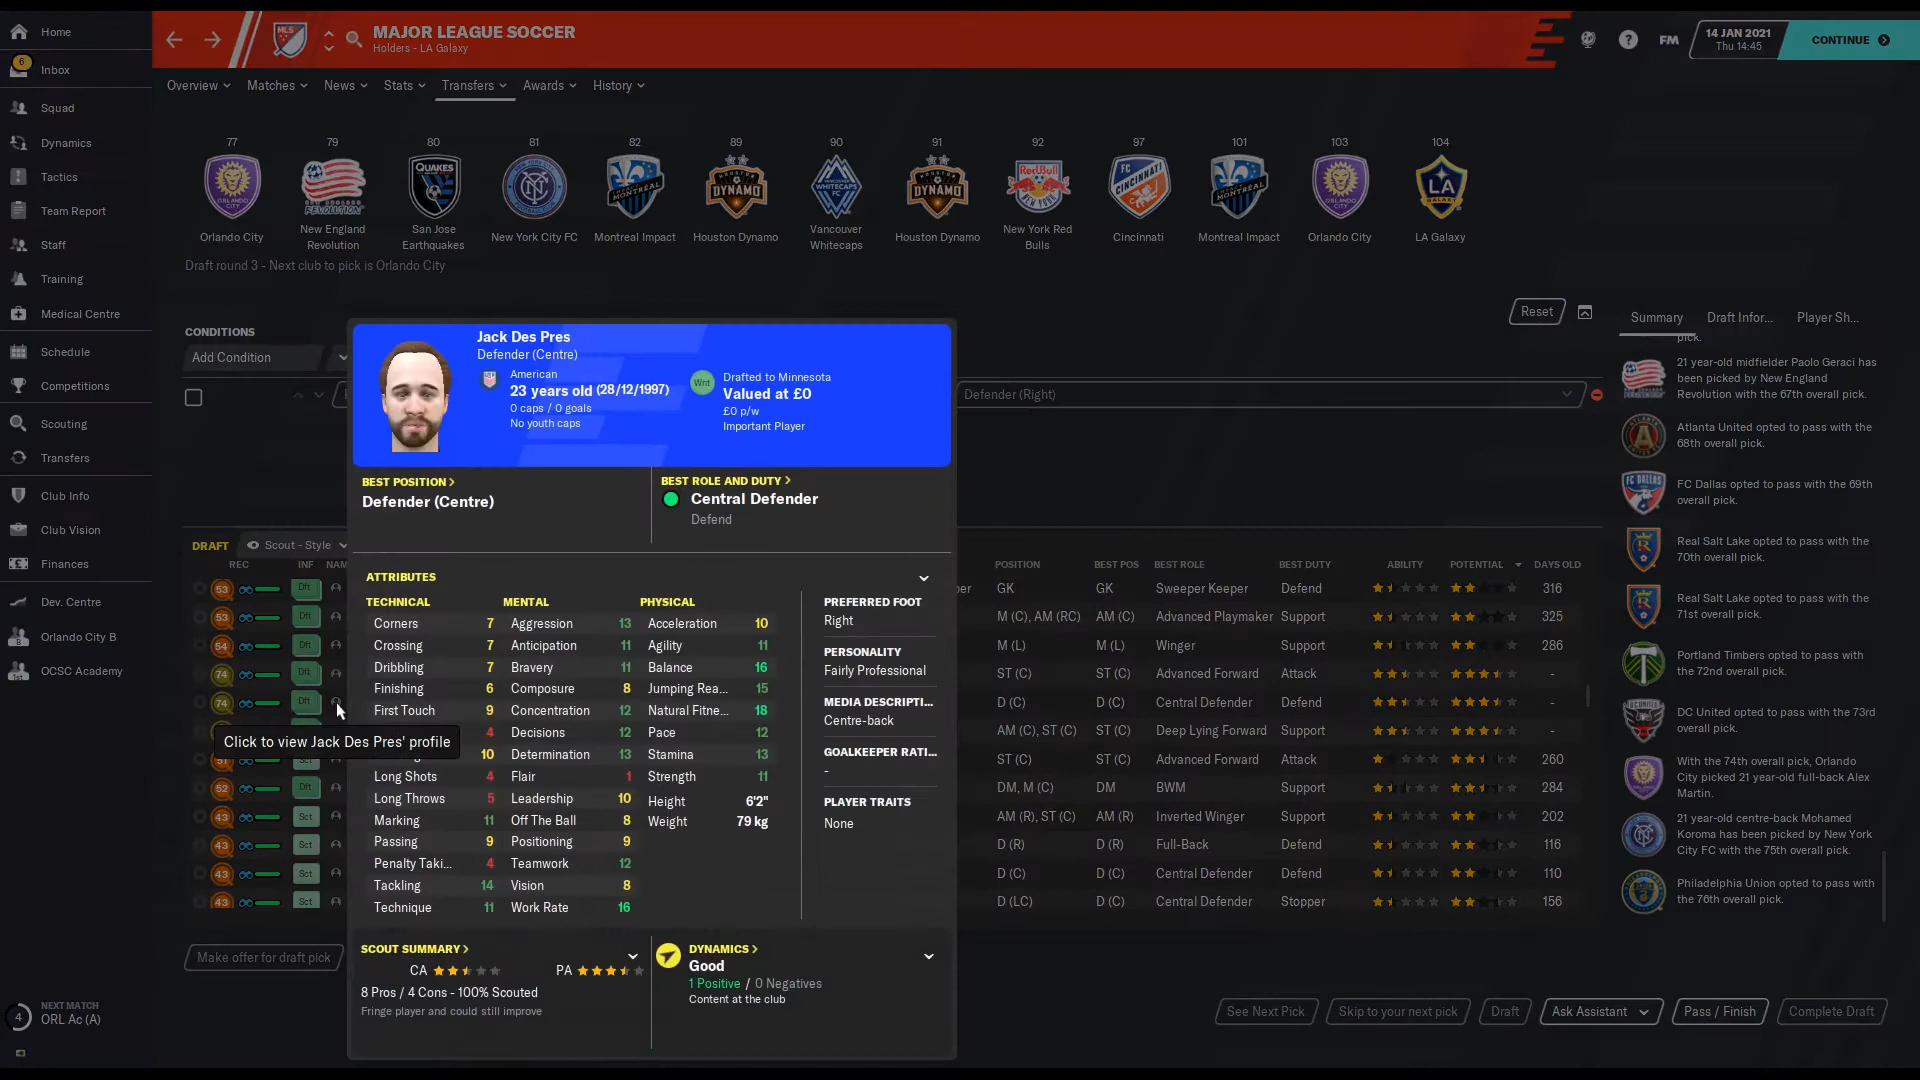 Home
6
Inbox
Squad
Dynamics
Tactics
Team Report
Staff
Training
Medical Centre
Schedule
Competitions
Scouting
Transfers
Club Info
Club Vision
Finances
Dev. Centre
Orlando City B
OCSC Academy
4
NEXT MATCH
ORL Ac (A)
MAJOR LEAGUE SOCCER
Holders - LA Galaxy
FM
14 JAN 2021
Thu 14:45
CONTINUE
Overview
Matches
News
Stats
Transfers
Awards
History
77
79
80
81
82
89
90
91
92
97
101
103
104
Orlando City
New England
Revolution
San Jose
Earthquakes
New York City FC
Montreal Impact
Houston Dynamo
Vancouver
Whitecaps
Houston Dynamo
New York Red
Bulls
Cincinnati
Montreal Impact
Orlando City
LA Galaxy
Draft round 3 - Next club to pick is Orlando City
Reset
CONDITIONS
Add Condition
Defender (Right)
Jack Des Pres
Defender (Centre)
American
23 years old (28/12/1997)
0 caps / 0 goals
No youth caps
Wnt
Drafted to Minnesota
Valued at £0
£0 p/w
Important Player
BEST POSITION >
Defender (Centre)
BEST ROLE AND DUTY >
Central Defender
Defend
ATTRIBUTES
TECHNICAL
Corners 7
Crossing 7
Dribbling 7
Finishing 6
First Touch 9
4
10
Long Shots 4
Long Throws 5
Marking 11
Passing 9
Penalty Taki... 4
Tackling 14
Technique 11
MENTAL
Aggression 13
Anticipation 11
Bravery 11
Composure 8
Concentration 12
Decisions 12
Determination 13
Flair 1
Leadership 10
Off The Ball 8
Positioning 9
Teamwork 12
Vision 8
Work Rate 16
PHYSICAL
Acceleration 10
Agility 11
Balance 16
Jumping Rea... 15
Natural Fitne... 18
Pace 12
Stamina 13
Strength 11
Height 6'2"
Weight 79 kg
PREFERRED FOOT
Right
PERSONALITY
Fairly Professional
MEDIA DESCRIPTI...
Centre-back
GOALKEEPER RATI...
-
PLAYER TRAITS
None
Click to view Jack Des Pres' profile
SCOUT SUMMARY >
CA
PA
8 Pros / 4 Cons - 100% Scouted
Fringe player and could still improve
DYNAMICS >
Good
1 Positive / 0 Negatives
Content at the club
DRAFT
Scout - Style
REC INF NAM
53 Dft
53 Dft
54 Dft
74 Dft
74 Dft
51 Sct
52 Dft
43 Sct
43 Sct
43 Sct
43 Sct
POSITION BEST POS BEST ROLE BEST DUTY ABILITY POTENTIAL DAYS OLD
GK GK Sweeper Keeper Defend 316
M (C), AM (RC) AM (C) Advanced Playmaker Support 325
M (L) M (L) Winger Support 286
ST (C) ST (C) Advanced Forward Attack -
D (C) D (C) Central Defender Defend -
AM (C), ST (C) ST (C) Deep Lying Forward Support -
ST (C) ST (C) Advanced Forward Attack 260
DM, M (C) DM BWM Support 284
AM (R), ST (C) AM (R) Inverted Winger Support 202
D (R) D (R) Full-Back Defend 116
D (C) D (C) Central Defender Defend 110
D (LC) D (C) Central Defender Stopper 156
Make offer for draft pick
Summary
Draft Infor...
Player Sh...
pick.
21 year-old midfielder Paolo Geraci has
been picked by New England
Revolution with the 67th overall pick.
Atlanta United opted to pass with the
68th overall pick.
FC Dallas opted to pass with the 69th
overall pick.
Real Salt Lake opted to pass with the
70th overall pick.
Real Salt Lake opted to pass with the
71st overall pick.
Portland Timbers opted to pass with
the 72nd overall pick.
DC United opted to pass with the 73rd
overall pick.
With the 74th overall pick, Orlando
City picked 21 year-old full-back Alex
Martin.
21 year-old centre-back Mohamed
Koroma has been picked by New York
City FC with the 75th overall pick.
Philadelphia Union opted to pass with
the 76th overall pick.
See Next Pick
Skip to your next pick
Draft
Ask Assistant
Pass / Finish
Complete Draft